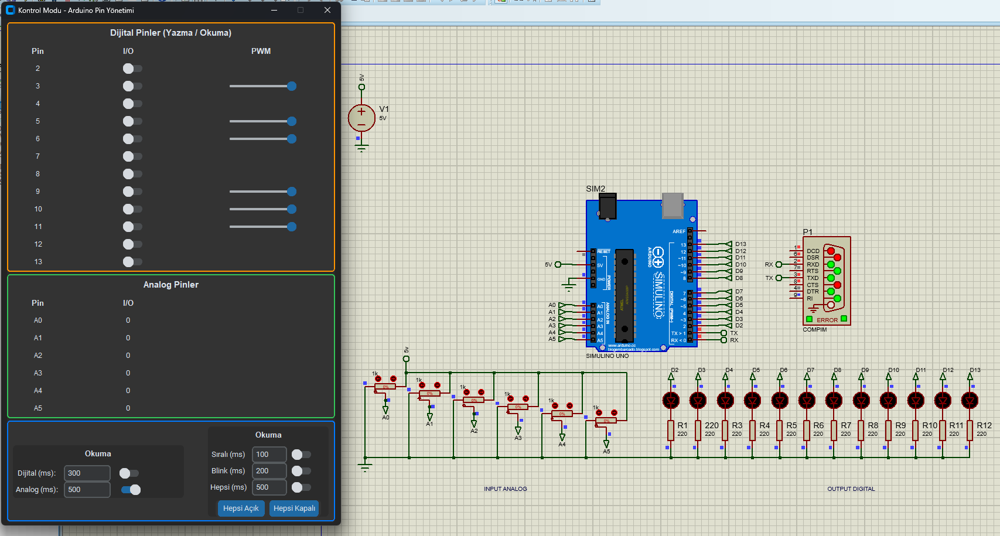 Kontrol Modu - Arduino Pin Yönetimi
Dijital Pinler (Yazma / Okuma)
Pin I/O PWM
2
3
4
5
6
7
8
9
10
11
12
13
Analog Pinler
Pin I/O
A0 0
A1 0
A2 0
A3 0
A4 0
A5 0
Okuma
Dijital (ms): 300
Analog (ms): 500
Okuma
Sıralı (ms) 100
Blink (ms) 200
Hepsi (ms) 500
Hepsi Açık Hepsi Kapalı
5V
V1
5V
SIM2
AREF
RESET
5V
GND
POWER
5V
A0 A0
A1 A1
A2 A2
A3 A3
A4 A4
A5 A5
ANALOG IN
ARDUINO
SIMULINO
DIGITAL (PWM~)
13 D13
12 D12
~11 D11
~10 D10
~9 D9
8 D8
7 D7
~6 D6
~5 D5
4 D4
~3 D3
2 D2
TX > 1 TX
RX < 0 RX
www.arduino.cc
blogembarcado.blogspot.com
SIMULINO UNO
P1
1 DCD
6 DSR
RX 2 RXD
7 RTS
TX 3 TXD
8 CTS
4 DTR
9 RI
ERROR
COMPIM
5v
1k 0% A0
1k 0% A1
1k 0% A2
1k 0% A3
1k 0% A4
1k 0% A5
INPUT ANALOG
D2 D3 D4 D5 D6 D7 D8 D9 D10 D11 D12 D13
R1 220 R3 R4 R5 R6 R7 R8 R9 R10 R11 R12
220 220 220 220 220 220 220 220 220 220 220 220
OUTPUT DIGITAL